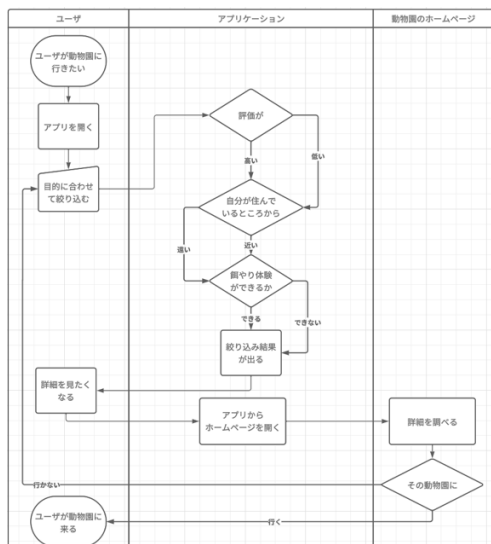 ユーザ
アプリケーション
動物園のホームページ
ユーザが動物園に
行きたい
アプリを開く
目的に合わせ
て絞り込む
評価が
高い
低い
自分が住んで
いるところから
遠い
近い
餌やり体験
ができるか
できる
できない
絞り込み結果
が出る
詳細を見たく
なる
アプリから
ホームページを開く
詳細を調べる
その動物園に
行かない
行く
ユーザが動物園に
来る